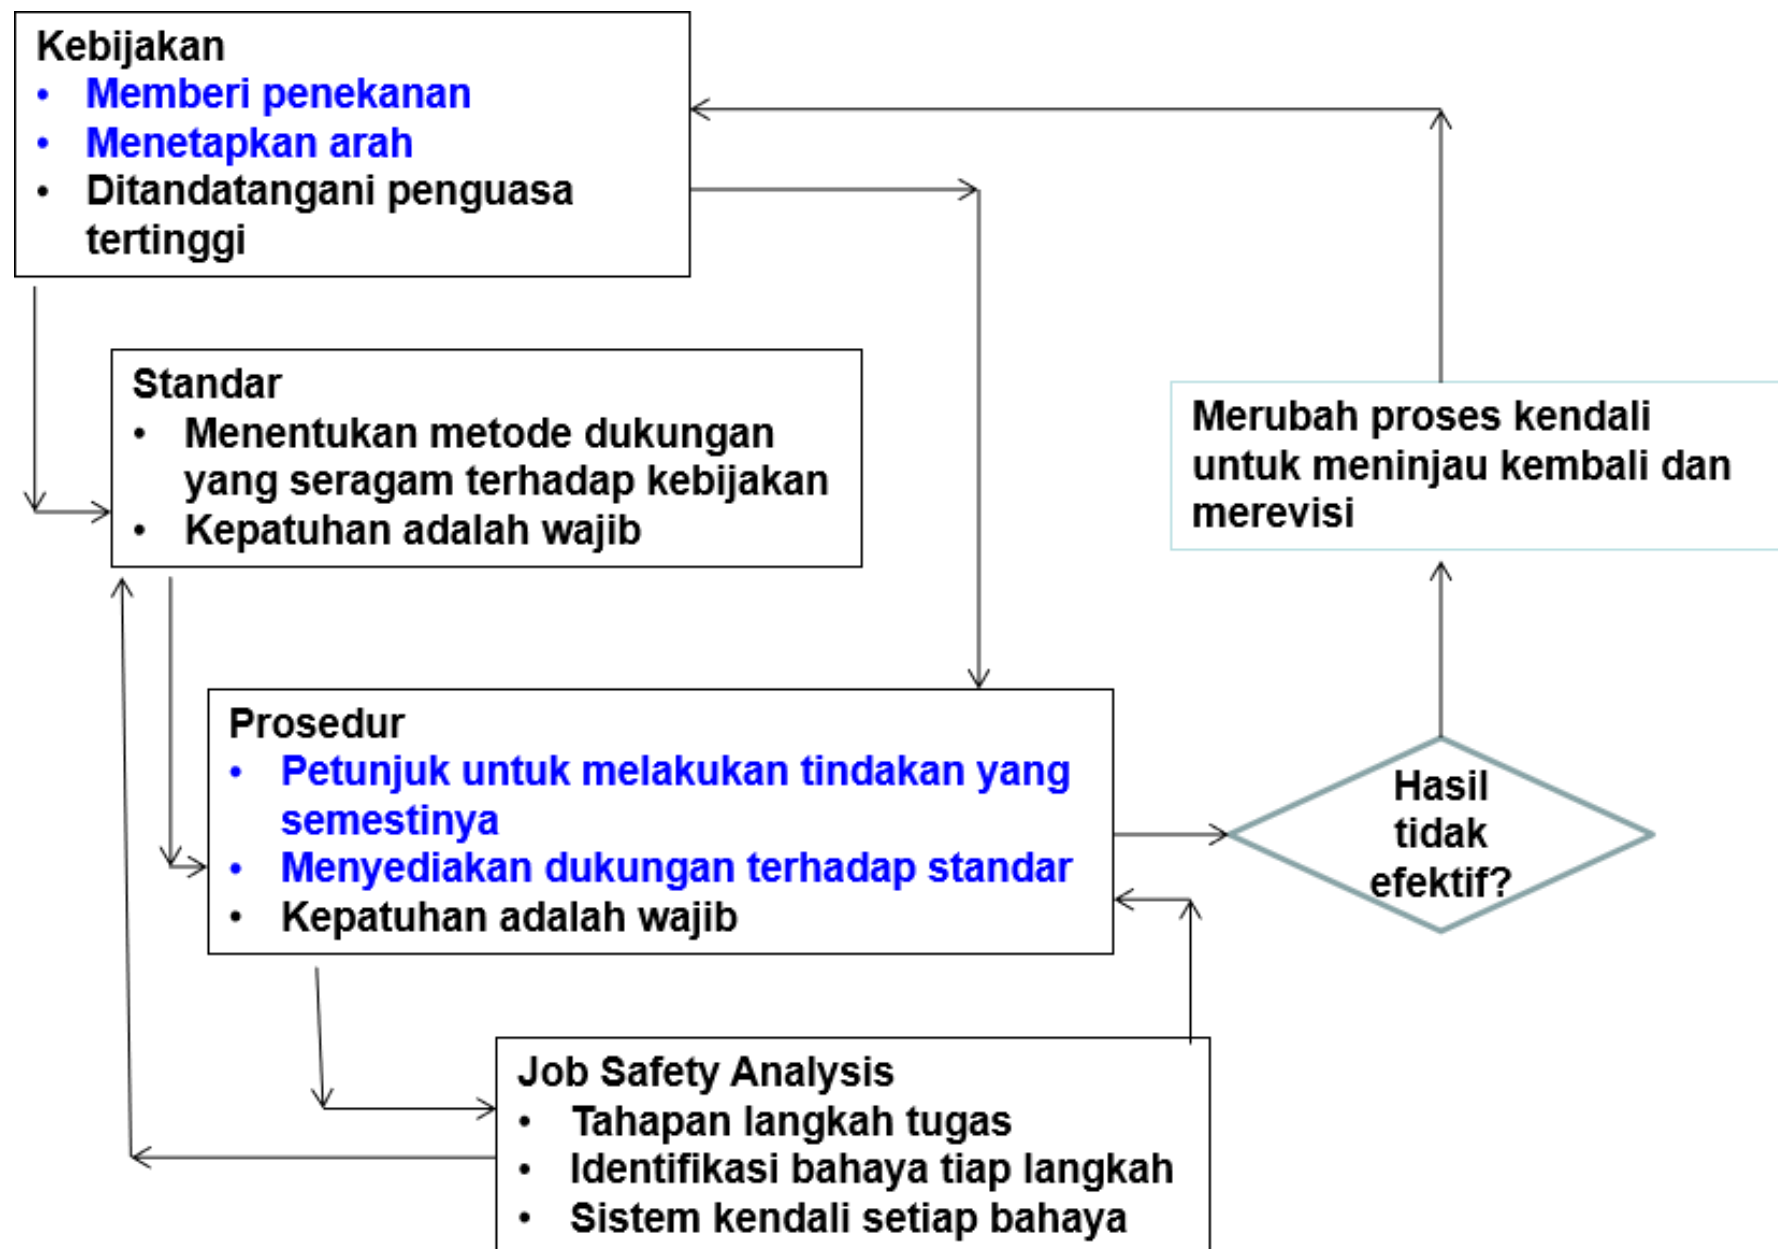 Kebijakan
• Memberi penekanan
• Menetapkan arah
• Ditandatangani penguasa
tertinggi
Standar
• Menentukan metode dukungan
yang seragam terhadap kebijakan
• Kepatuhan adalah wajib
Merubah proses kendali
untuk meninjau kembali dan
merevisi
Prosedur
• Petunjuk untuk melakukan tindakan yang
semestinya
• Menyediakan dukungan terhadap standar
• Kepatuhan adalah wajib
Hasil
tidak
efektif?
Job Safety Analysis
• Tahapan langkah tugas
• Identifikasi bahaya tiap langkah
• Sistem kendali setiap bahaya